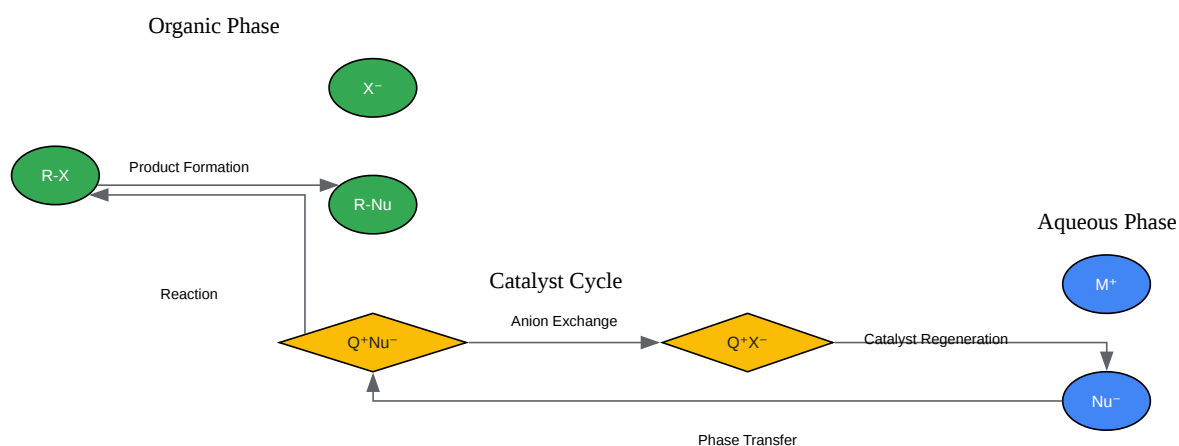 Organic Phase
X⁻
R-X
Product Formation
R-Nu
Aqueous Phase
M⁺
Reaction
Catalyst Cycle
Anion Exchange
Q⁺Nu⁻
Q⁺X⁻
Catalyst Regeneration
Nu⁻
Phase Transfer